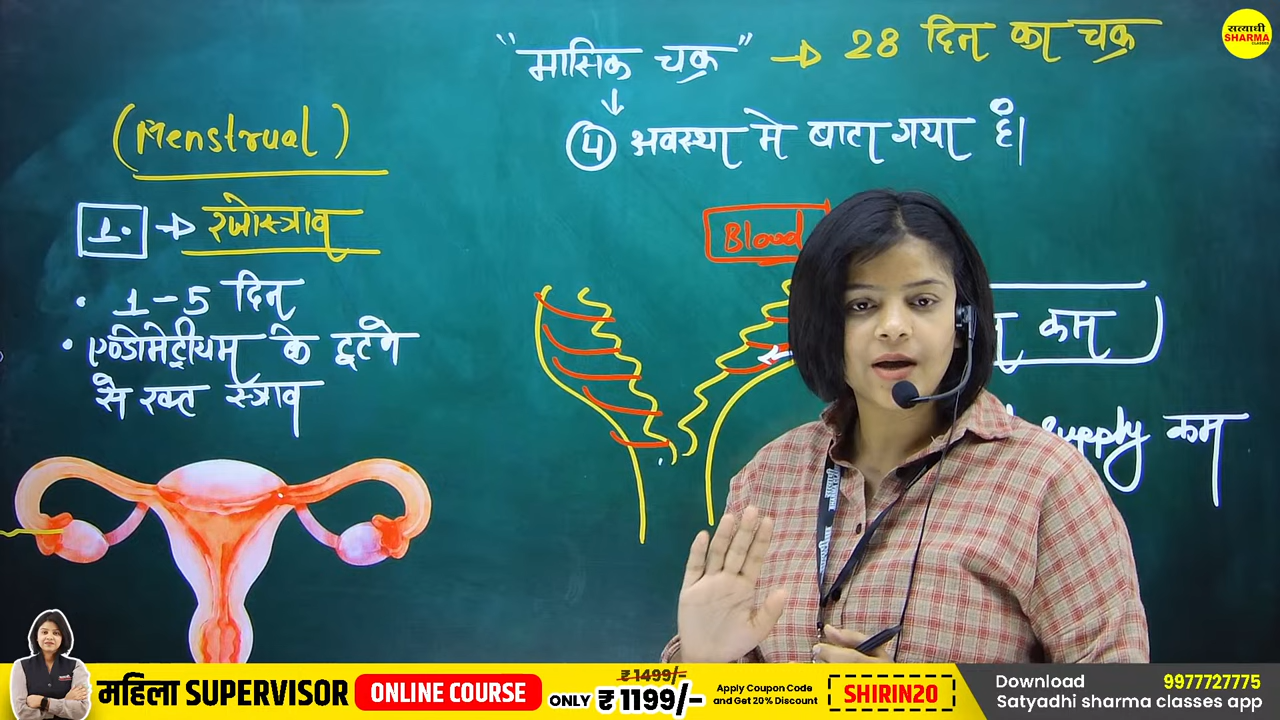 "मासिक चक्र" → 28 दिन का चक्र
↓
④ अवस्था मे बाटा गया है।
(Menstrual)
1. → रजोस्त्राव
• 1-5 दिन
• एण्डोमेट्रीयम के टूटने
से रक्त स्त्राव
Blood
कम
supply कम
सत्याधी
SHARMA
CLASSES
महिला SUPERVISOR
ONLINE COURSE
₹1499/-
ONLY ₹1199/-
Apply Coupon Code
and Get 20% Discount
SHIRIN20
Download 9977727775
Satyadhi sharma classes app